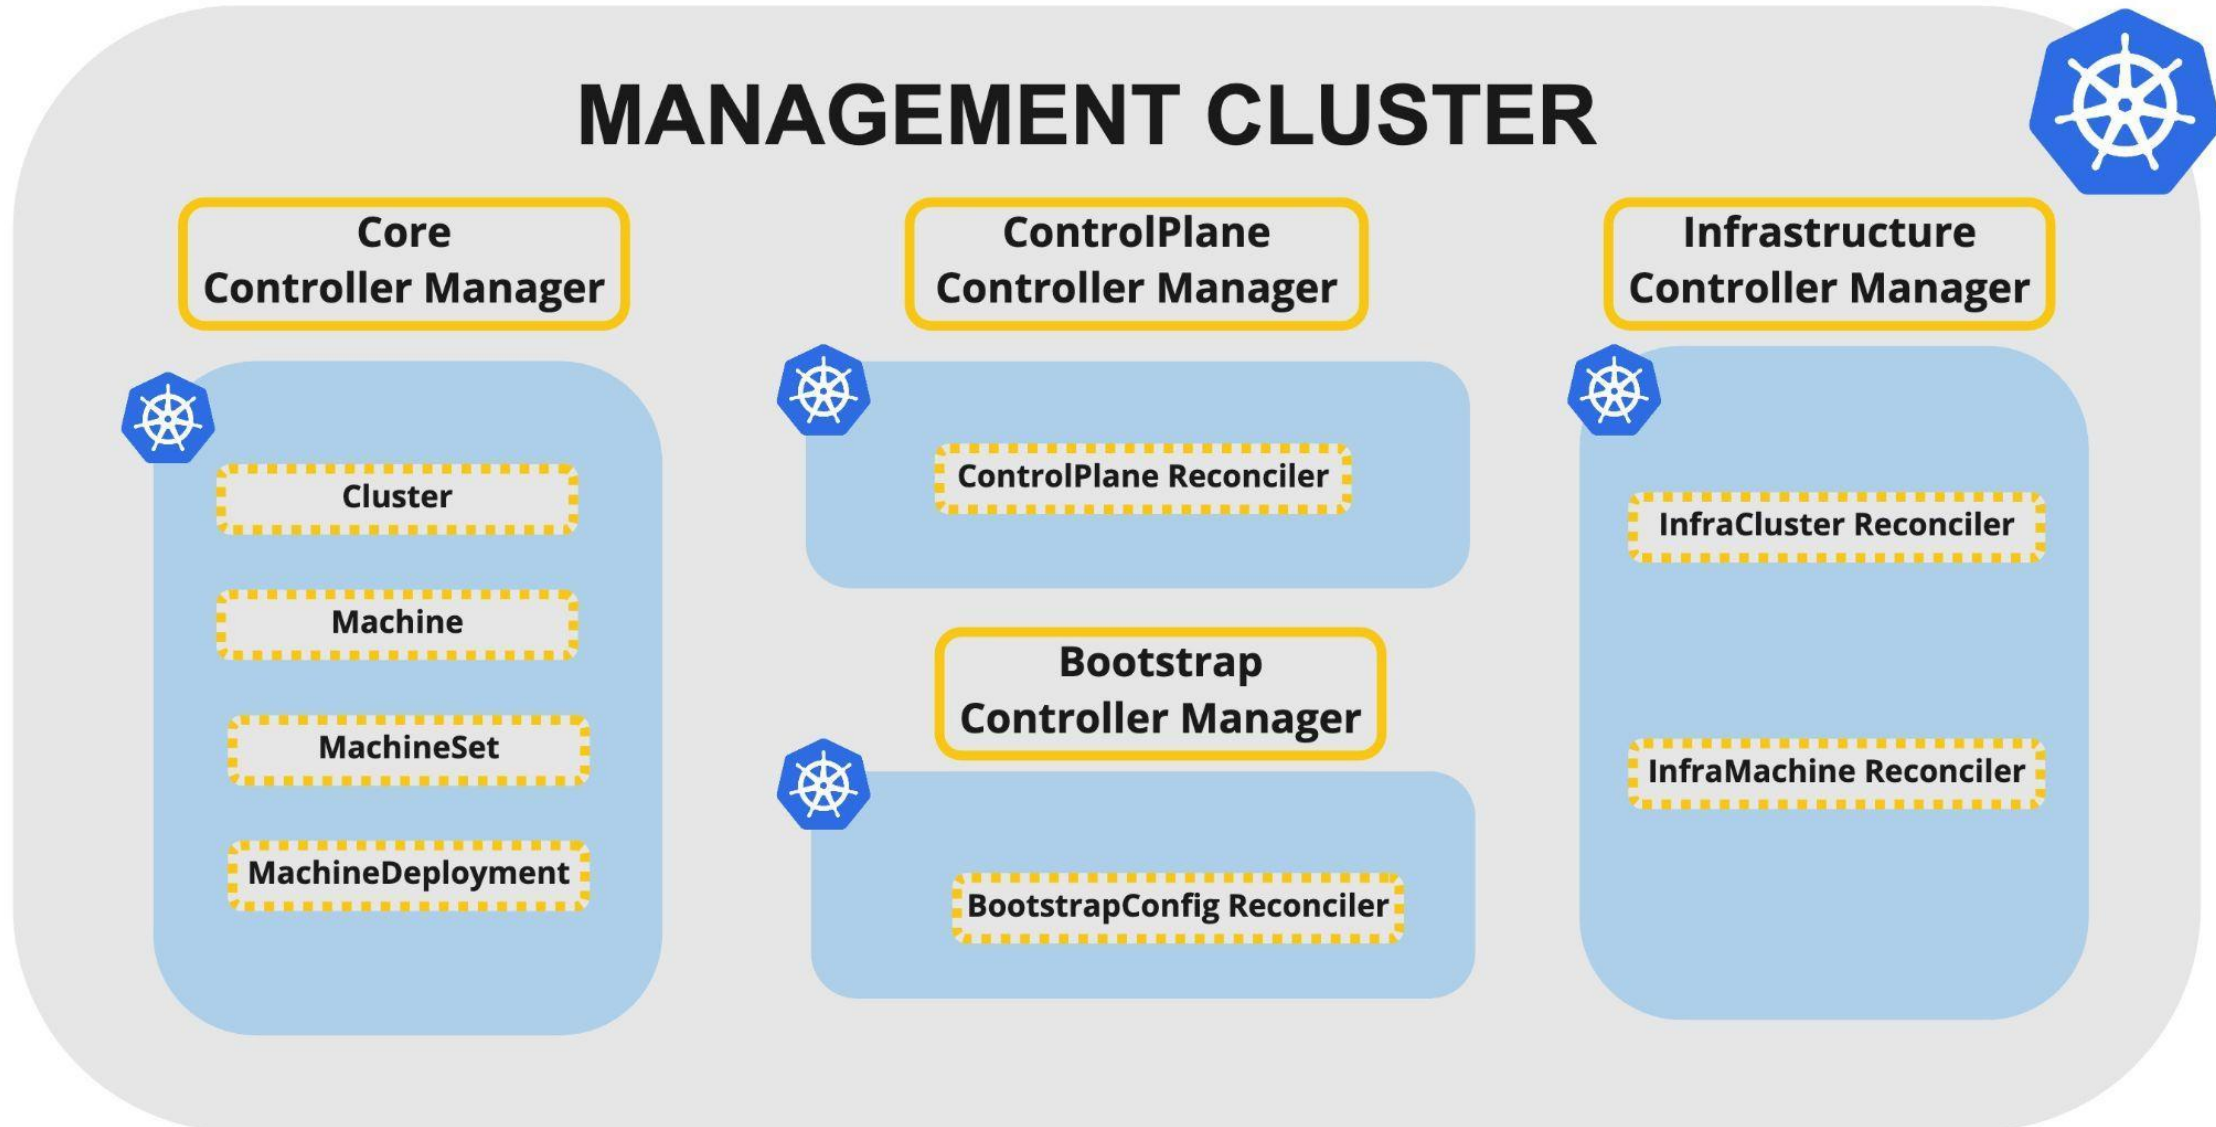 MANAGEMENT CLUSTER
Core
Controller Manager
Cluster
Machine
MachineSet
MachineDeployment
ControlPlane
Controller Manager
ControlPlane Reconciler
Bootstrap
Controller Manager
BootstrapConfig Reconciler
Infrastructure
Controller Manager
InfraCluster Reconciler
InfraMachine Reconciler